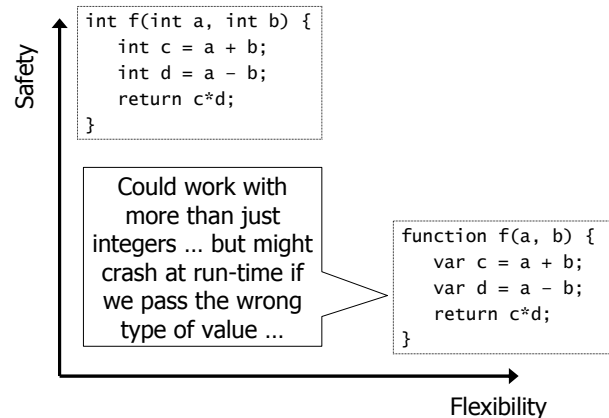 Safety
int f(int a, int b) {
int c = a + b;
int d = a - b;
return c*d;
}
Could work with
more than just
integers … but might
crash at run-time if
we pass the wrong
type of value …
function f(a, b) {
var c = a + b;
var d = a - b;
return c*d;
}
Flexibility